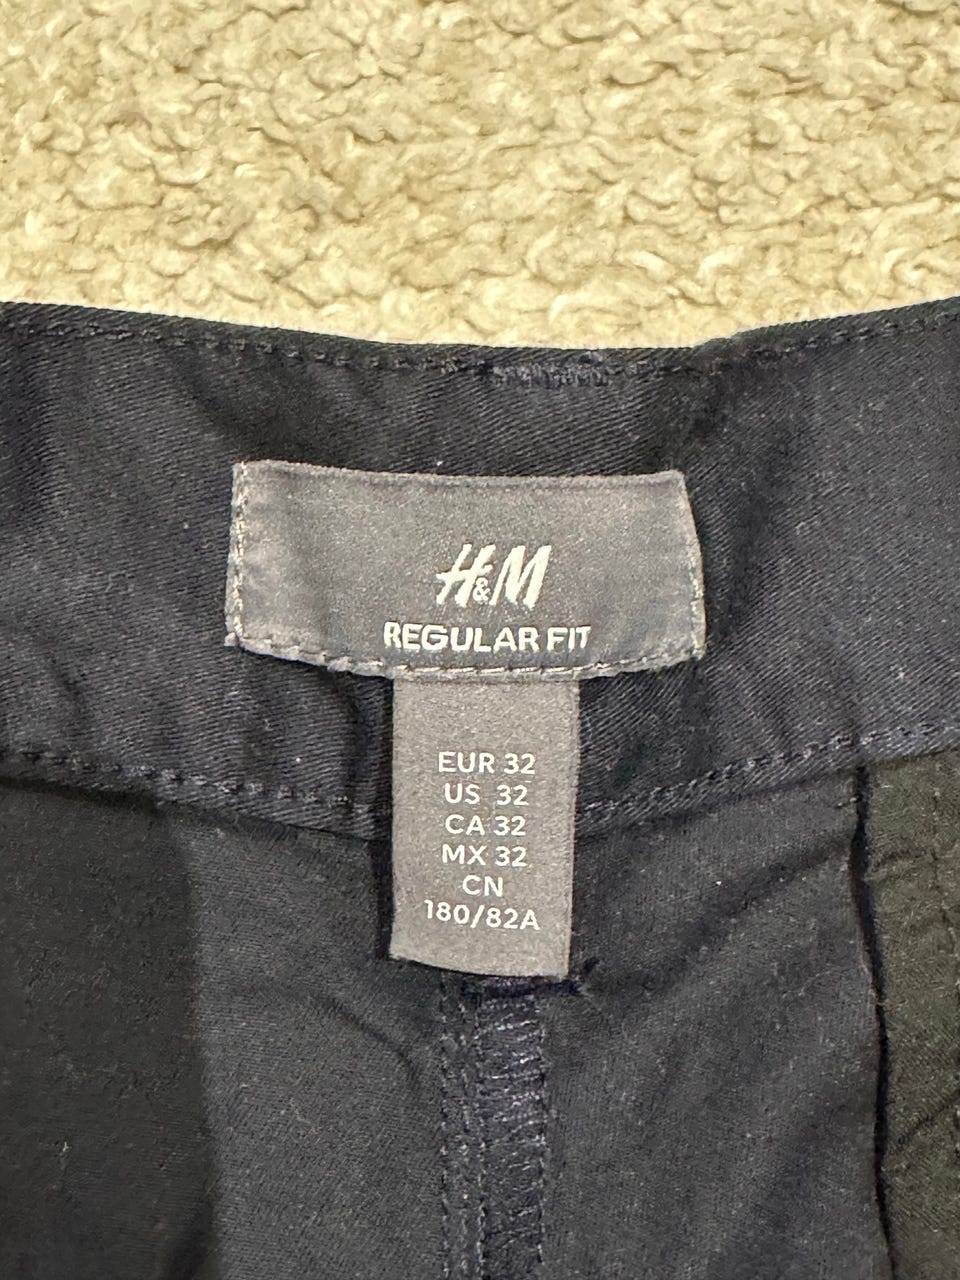 H&M
REGULAR FIT
EUR 32
US 32
CA 32
MX 32
CN
180/82A